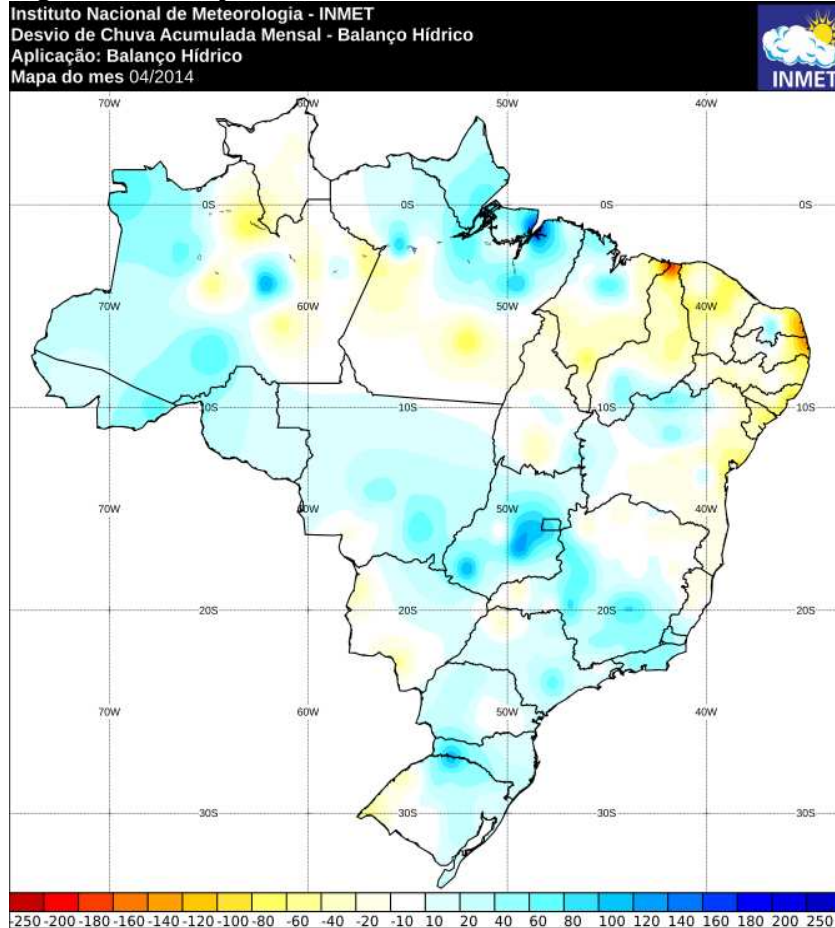 Instituto Nacional de Meteorologia - INMET
Desvio de Chuva Acumulada Mensal - Balanço Hídrico
Aplicação: Balanço Hídrico
Mapa do mes 04/2014
INMET
70W 60W 50W 40W
0S 0S 0S 0S
70W 60W 50W 40W
10S 10S 10S 10S
70W 50W 40W
20S 20S 20S 20S
70W 60W 50W 40W
30S 30S 30S 30S
-250 -200 -180 -160 -140 -120 -100 -80 -60 -40 -20 -10 10 20 40 60 80 100 120 140 160 180 200 250